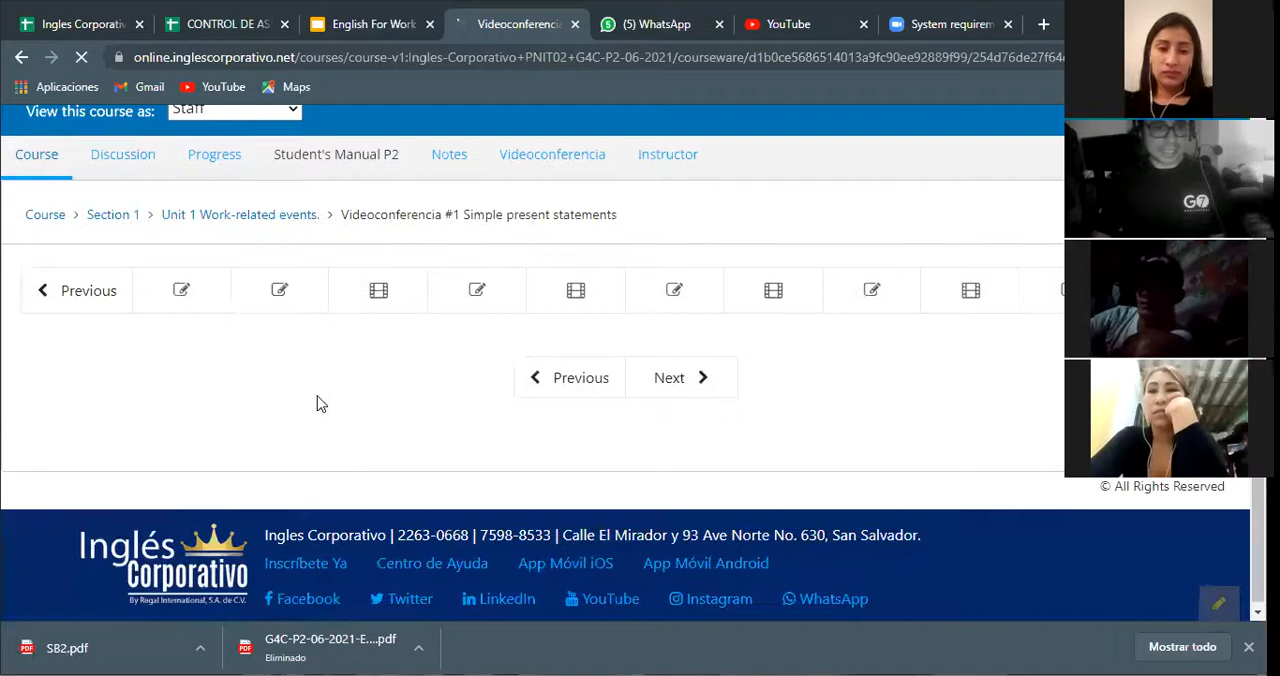 Ingles Corporati
CONTROL DE AS
English For Work
Videoconferencia
(5) WhatsApp
YouTube
System requirem
online.inglescorporativo.net/courses/course-v1:Ingles-Corporativo+PNIT02+G4C-P2-06-2021/courseware/d1b0ce5686514013a9fc90ee92889f99/254d76de27f64
Aplicaciones
Gmail
YouTube
Maps
View this course as:
Staff
Course
Discussion
Progress
Student's Manual P2
Notes
Videoconferencia
Instructor
Course > Section 1 > Unit 1 Work-related events. > Videoconferencia #1 Simple present statements
Previous
Previous
Next
G7
© All Rights Reserved
Inglés
Corporativo
By Regal International, S.A. de C.V.
Ingles Corporativo | 2263-0668 | 7598-8533 | Calle El Mirador y 93 Ave Norte No. 630, San Salvador.
Inscríbete Ya
Centro de Ayuda
App Móvil iOS
App Móvil Android
Facebook
Twitter
LinkedIn
YouTube
Instagram
WhatsApp
SB2.pdf
G4C-P2-06-2021-E....pdf
Eliminado
Mostrar todo